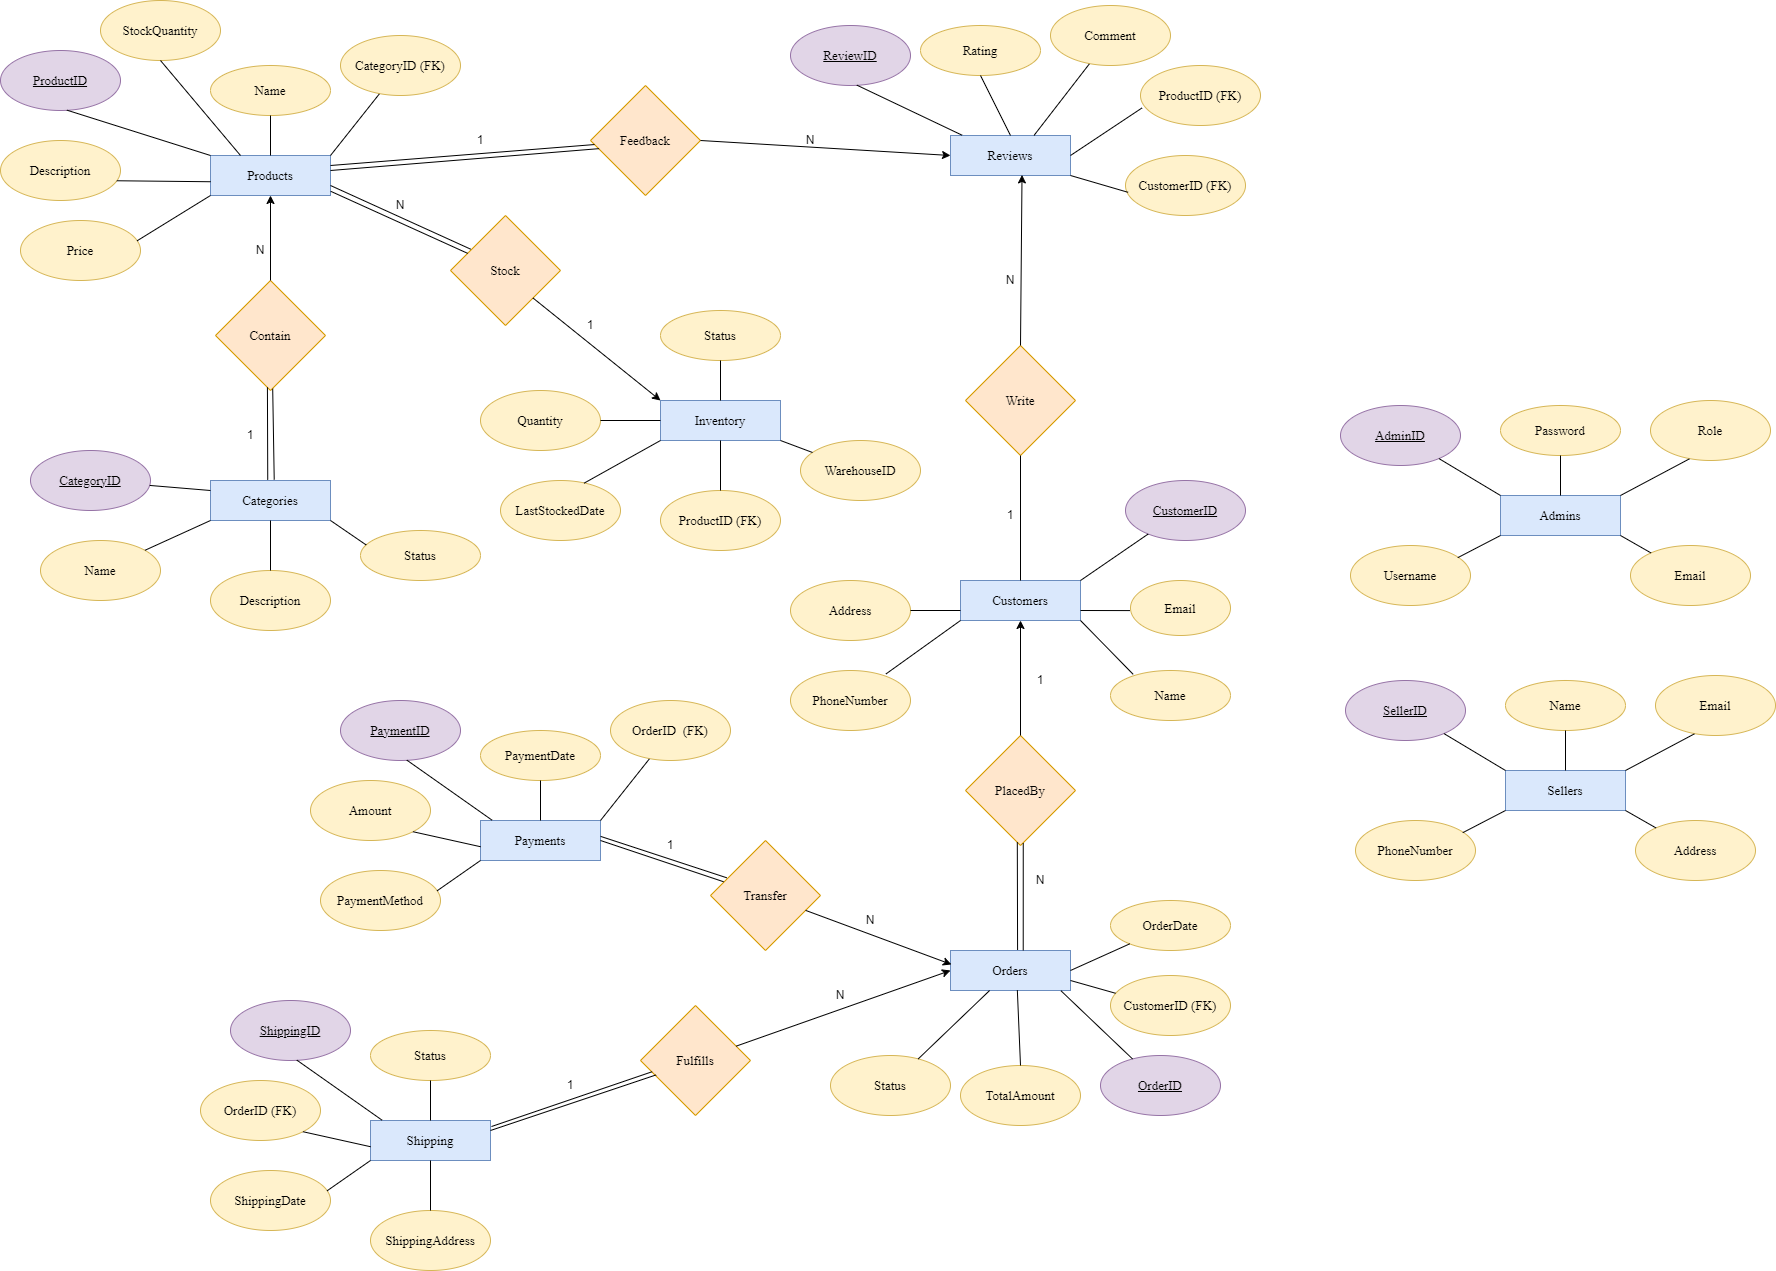 StockQuantity
ProductID
Name
CategoryID (FK)
Description
Price
Products
1
Feedback
N
ReviewID
Rating
Comment
ProductID (FK)
CustomerID (FK)
Reviews
N
Stock
1
N
Contain
1
Status
Quantity
Inventory
WarehouseID
LastStockedDate
ProductID (FK)
CategoryID
Categories
Name
Description
Status
N
Write
1
CustomerID
Address
Customers
Email
PhoneNumber
Name
1
PlacedBy
N
AdminID
Password
Role
Admins
Username
Email
SellerID
Name
Email
Sellers
PhoneNumber
Address
PaymentID
PaymentDate
OrderID  (FK)
Amount
Payments
PaymentMethod
1
Transfer
N
OrderDate
Orders
CustomerID (FK)
Status
TotalAmount
OrderID
N
Fulfills
1
ShippingID
Status
OrderID (FK)
Shipping
ShippingDate
ShippingAddress